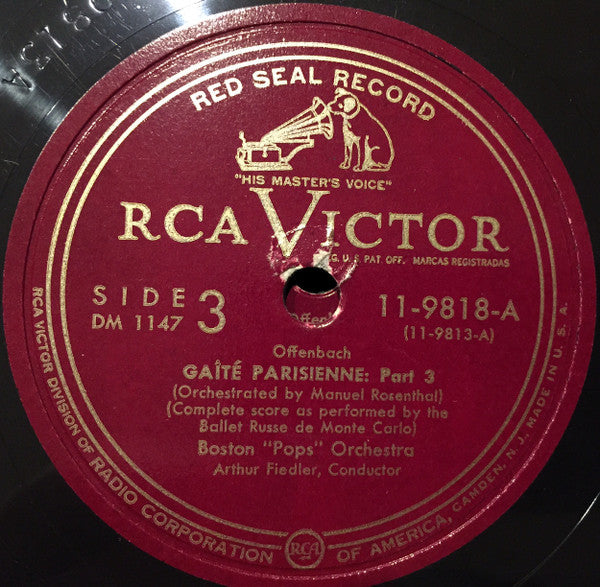 RED SEAL RECORD
"HIS MASTER'S VOICE"
RCA VICTOR
G. U. S. PAT. OFF. MARCAS REGISTRADAS
SIDE 3
DM 1147
11-9818-A
(11-9813-A)
Offenbach
GAÎTÉ PARISIENNE: Part 3
(Orchestrated by Manuel Rosenthal)
(Complete score as performed by the
Ballet Russe de Monte Carlo)
Boston "Pops" Orchestra
Arthur Fiedler, Conductor
RCA VICTOR DIVISION OF RADIO CORPORATION OF AMERICA, CAMDEN, N. J. MADE IN U. S. A.
RCA